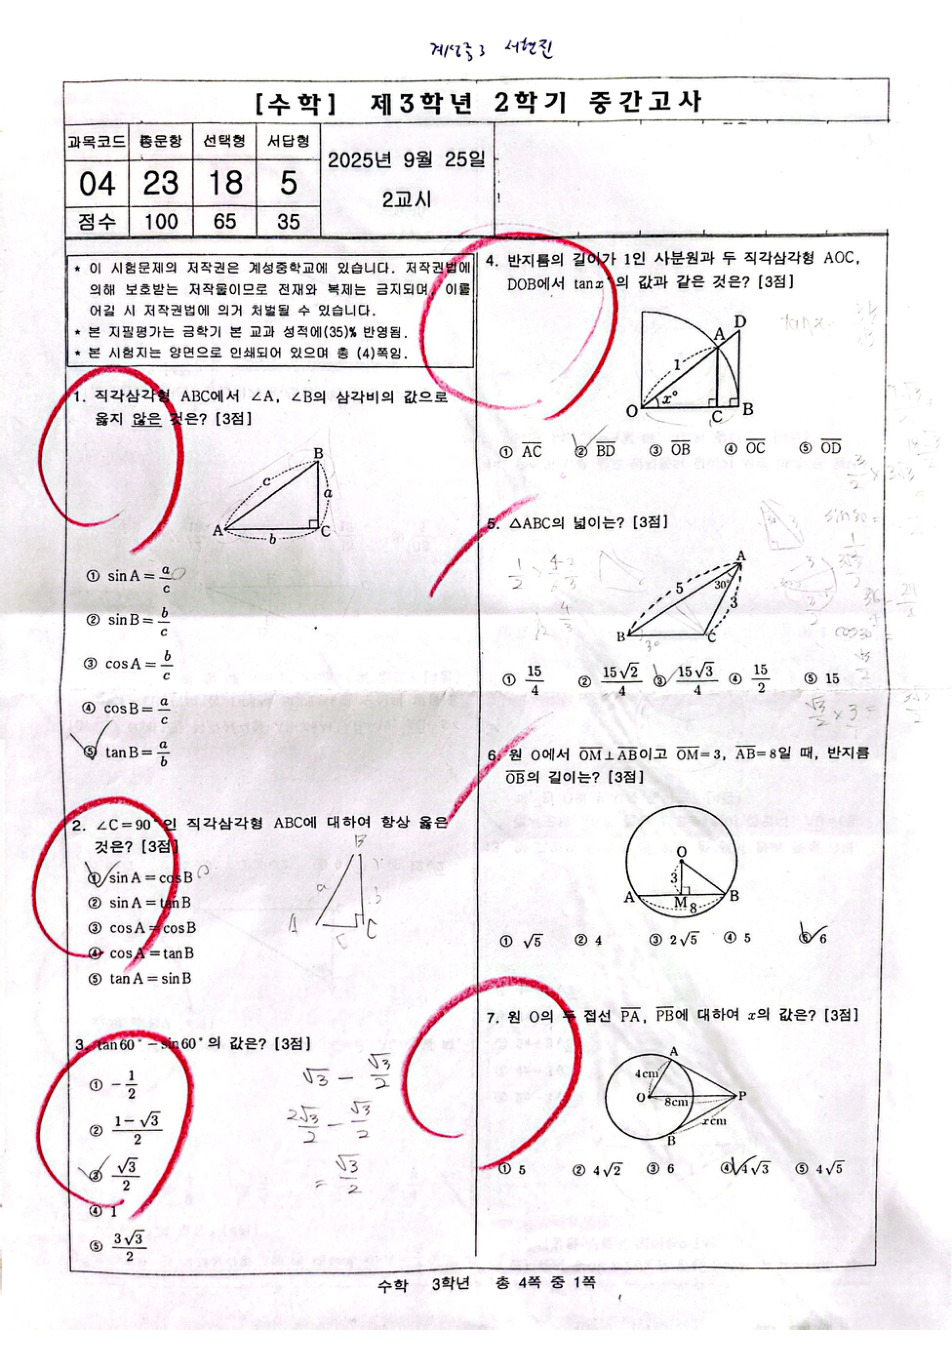 계성중3 서현진
[수학] 제3학년 2학기 중간고사
과목코드 총문항 선택형 서답형
04 23 18 5
점수 100 65 35
2025년 9월 25일
2교시
* 이 시험문제의 저작권은 계성중학교에 있습니다. 저작권법에
의해 보호받는 저작물이므로 전재와 복제는 금지되며, 이를
어길 시 저작권법에 의거 처벌될 수 있습니다.
* 본 지필평가는 금학기 본 교과 성적에(35)% 반영됨.
* 본 시험지는 양면으로 인쇄되어 있으며 총 (4)쪽임.
1. 직각삼각형 ABC에서 ∠A, ∠B의 삼각비의 값으로
옳지 않은 것은? [3점]
B
c
a
A
b
C
① sinA = a/c
② sinB = b/c
③ cosA = b/c
④ cosB = a/c
⑤ tanB = a/b
2. ∠C=90°인 직각삼각형 ABC에 대하여 항상 옳은
것은? [3점]
① sinA = cosB
② sinA = tanB
③ cosA = cosB
④ cosA = tanB
⑤ tanA = sinB
B
a
A
C
3. tan60° − sin60°의 값은? [3점]
① −1/2
② (1−√3)/2
③ √3/2
④ 1
⑤ 3√3/2
√3 − √3/2
2√3/2 − √3/2
= √3/2
4. 반지름의 길이가 1인 사분원과 두 직각삼각형 AOC,
DOB에서 tanx°의 값과 같은 것은? [3점]
tanx
D
A
1
x°
O
C
B
① AC ② BD ③ OB ④ OC ⑤ OD
5. △ABC의 넓이는? [3점]
A
5
30°
3
B
C
① 15/4 ② 15√2/4 ③ 15√3/4 ④ 15/2 ⑤ 15
6. 원 O에서 OM⊥AB이고 OM=3, AB=8일 때, 반지름
OB의 길이는? [3점]
O
3
A
M
B
8
① √5 ② 4 ③ 2√5 ④ 5 ⑤ 6
7. 원 O의 두 접선 PA, PB에 대하여 x의 값은? [3점]
A
4cm
O
8cm
P
xcm
B
① 5 ② 4√2 ③ 6 ④ 4√3 ⑤ 4√5
수학 3학년 총 4쪽 중 1쪽